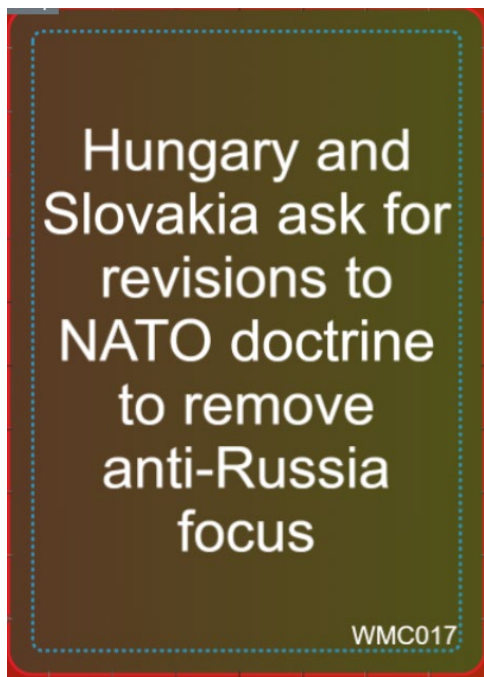 Hungary and
Slovakia ask for
revisions to
NATO doctrine
to remove
anti-Russia
focus
WMC017